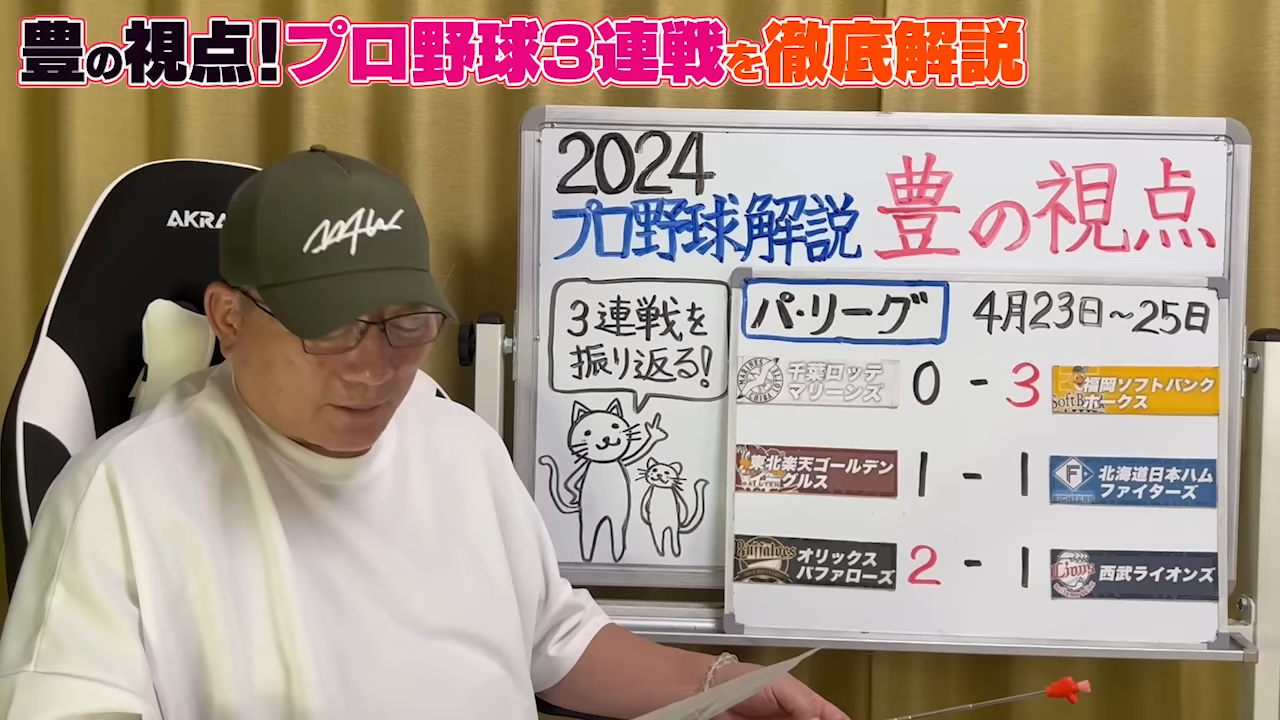 豊の視点!プロ野球3連戦を徹底解説
AKRA
2024
プロ野球解説 豊の視点
3連戦を
振り返る!
パ・リーグ 4月23日~25日
千葉ロッテ
マリーンズ
0 - 3
福岡ソフトバンク
ホークス
東北楽天ゴールデン
グルス
1 - 1
北海道日本ハム
ファイターズ
FIGHTERS
Buffaloes
オリックス
バファローズ
2 - 1
Lions
西武ライオンズ